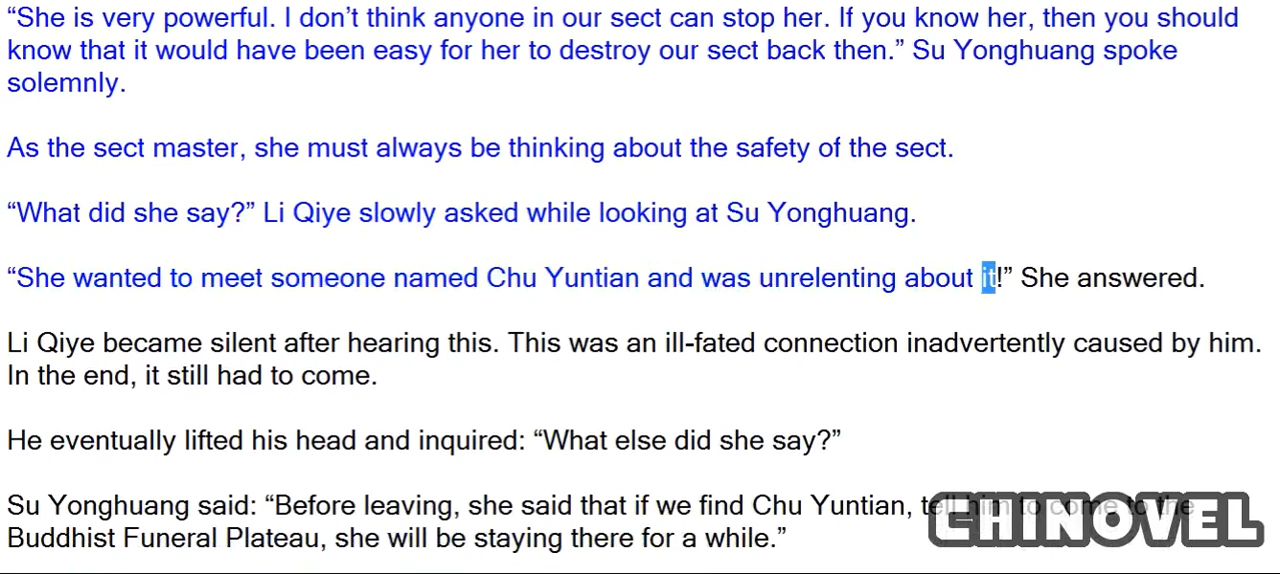 “She is very powerful. I don’t think anyone in our sect can stop her. If you know her, then you should
know that it would have been easy for her to destroy our sect back then.” Su Yonghuang spoke
solemnly.
As the sect master, she must always be thinking about the safety of the sect.
“What did she say?” Li Qiye slowly asked while looking at Su Yonghuang.
“She wanted to meet someone named Chu Yuntian and was unrelenting about it!” She answered.
Li Qiye became silent after hearing this. This was an ill-fated connection inadvertently caused by him.
In the end, it still had to come.
He eventually lifted his head and inquired: “What else did she say?”
Su Yonghuang said: “Before leaving, she said that if we find Chu Yuntian, tell him to come to the
Buddhist Funeral Plateau, she will be staying there for a while.”
CHINOVEL